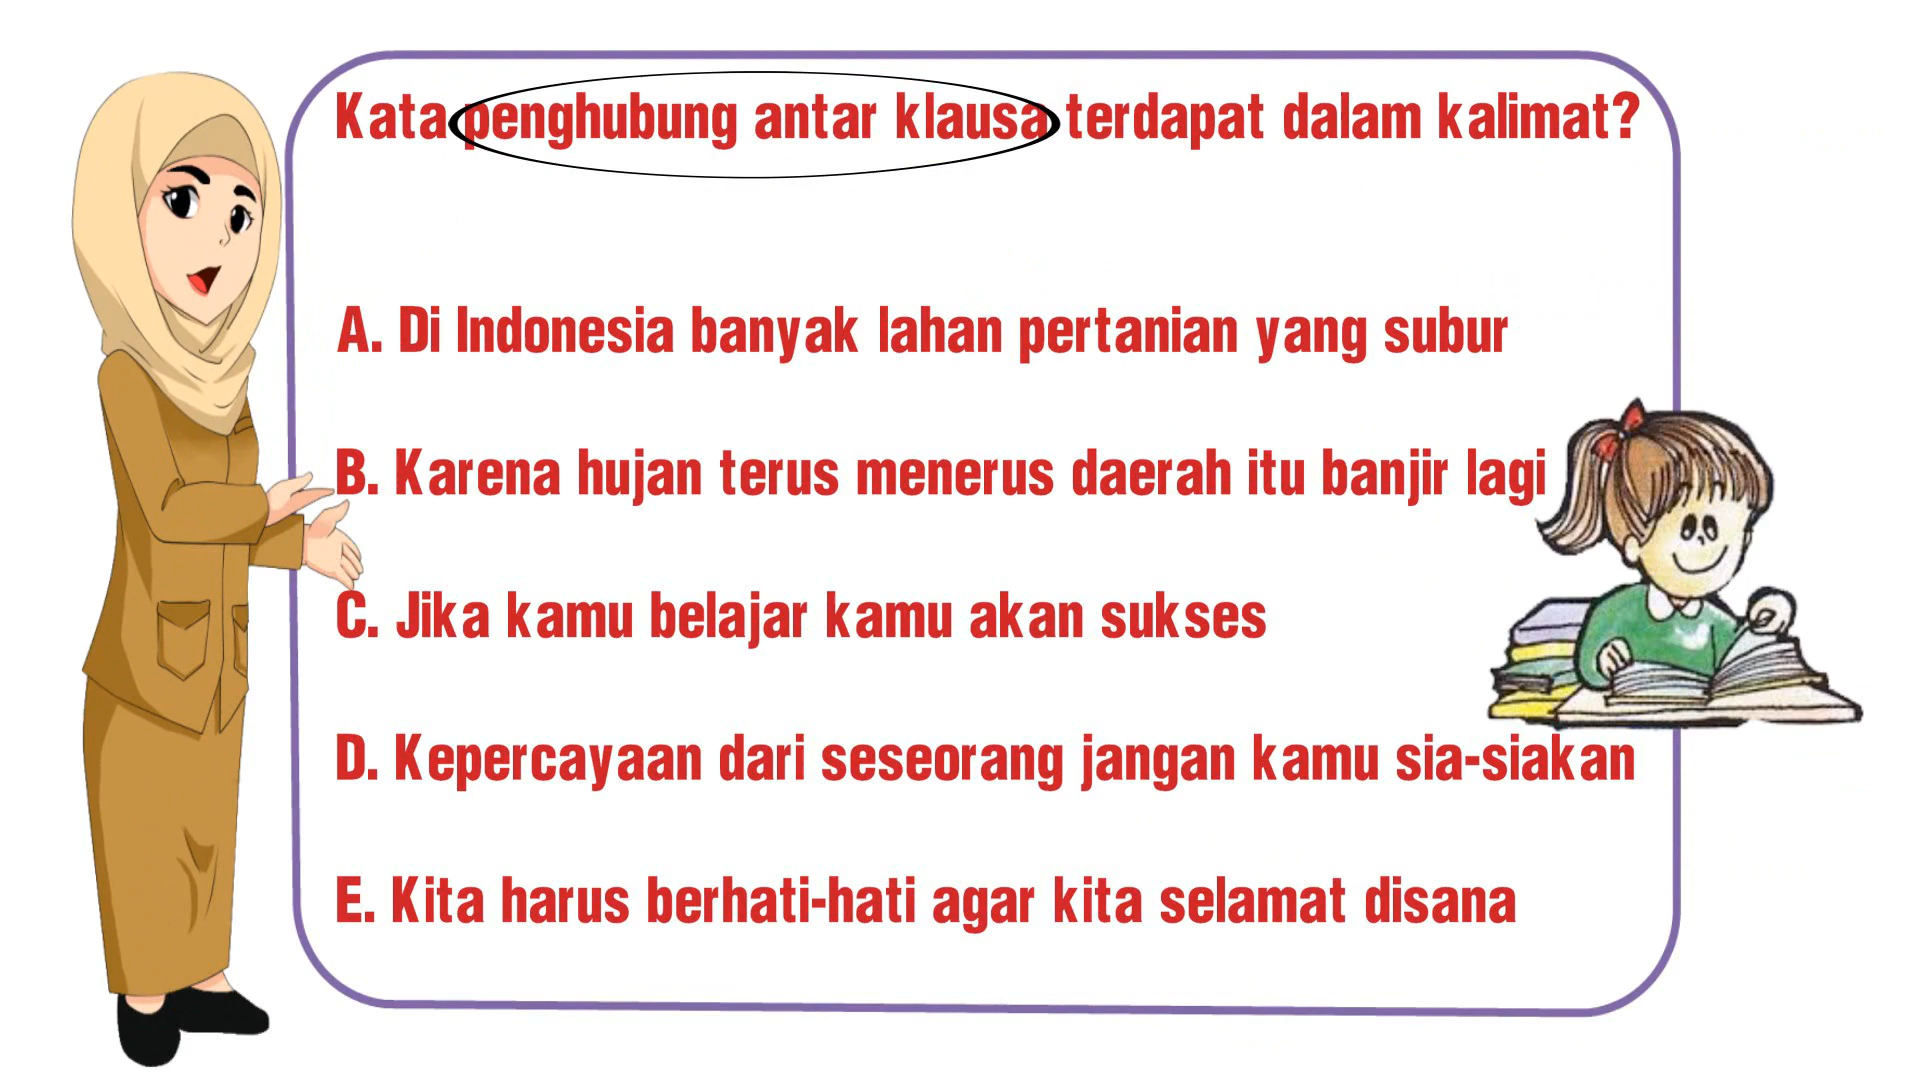 Kata penghubung antar klausa terdapat dalam kalimat?
A. Di Indonesia banyak lahan pertanian yang subur
B. Karena hujan terus menerus daerah itu banjir lagi
C. Jika kamu belajar kamu akan sukses
D. Kepercayaan dari seseorang jangan kamu sia-siakan
E. Kita harus berhati-hati agar kita selamat disana